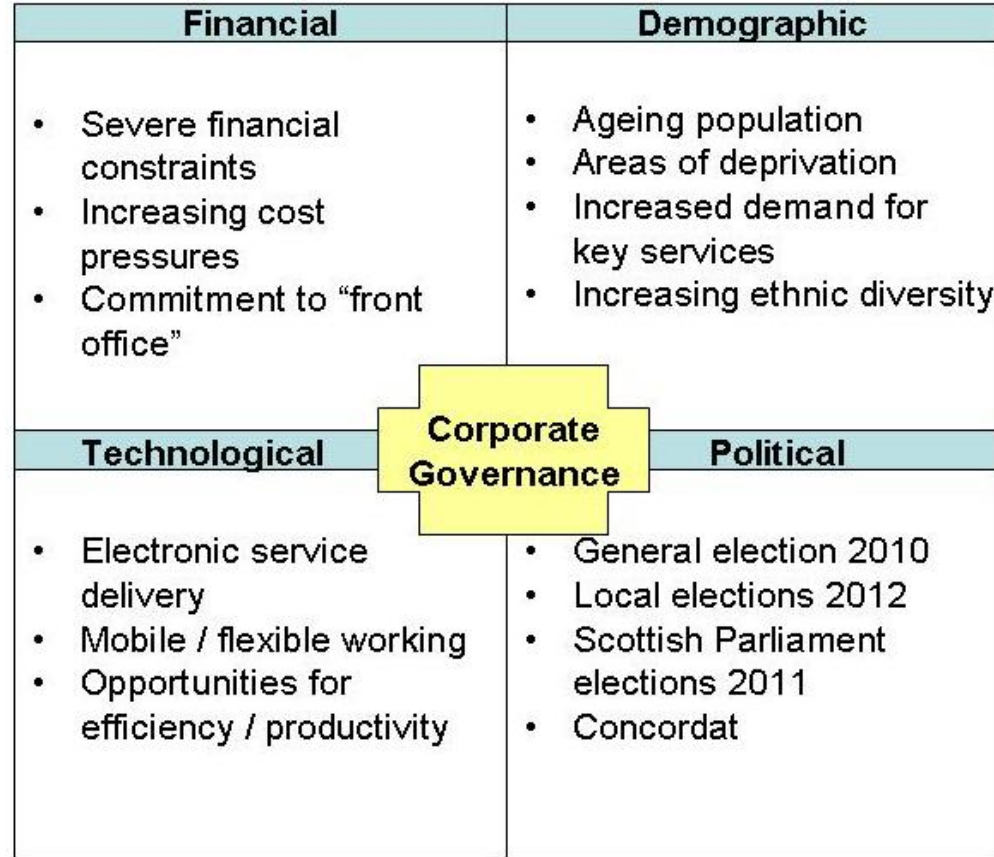 Financial
• Severe financial
constraints
• Increasing cost
pressures
• Commitment to “front
office”
Demographic
• Ageing population
• Areas of deprivation
• Increased demand for
key services
• Increasing ethnic diversity
Corporate
Governance
Technological
• Electronic service
delivery
• Mobile / flexible working
• Opportunities for
efficiency / productivity
Political
• General election 2010
• Local elections 2012
• Scottish Parliament
elections 2011
• Concordat